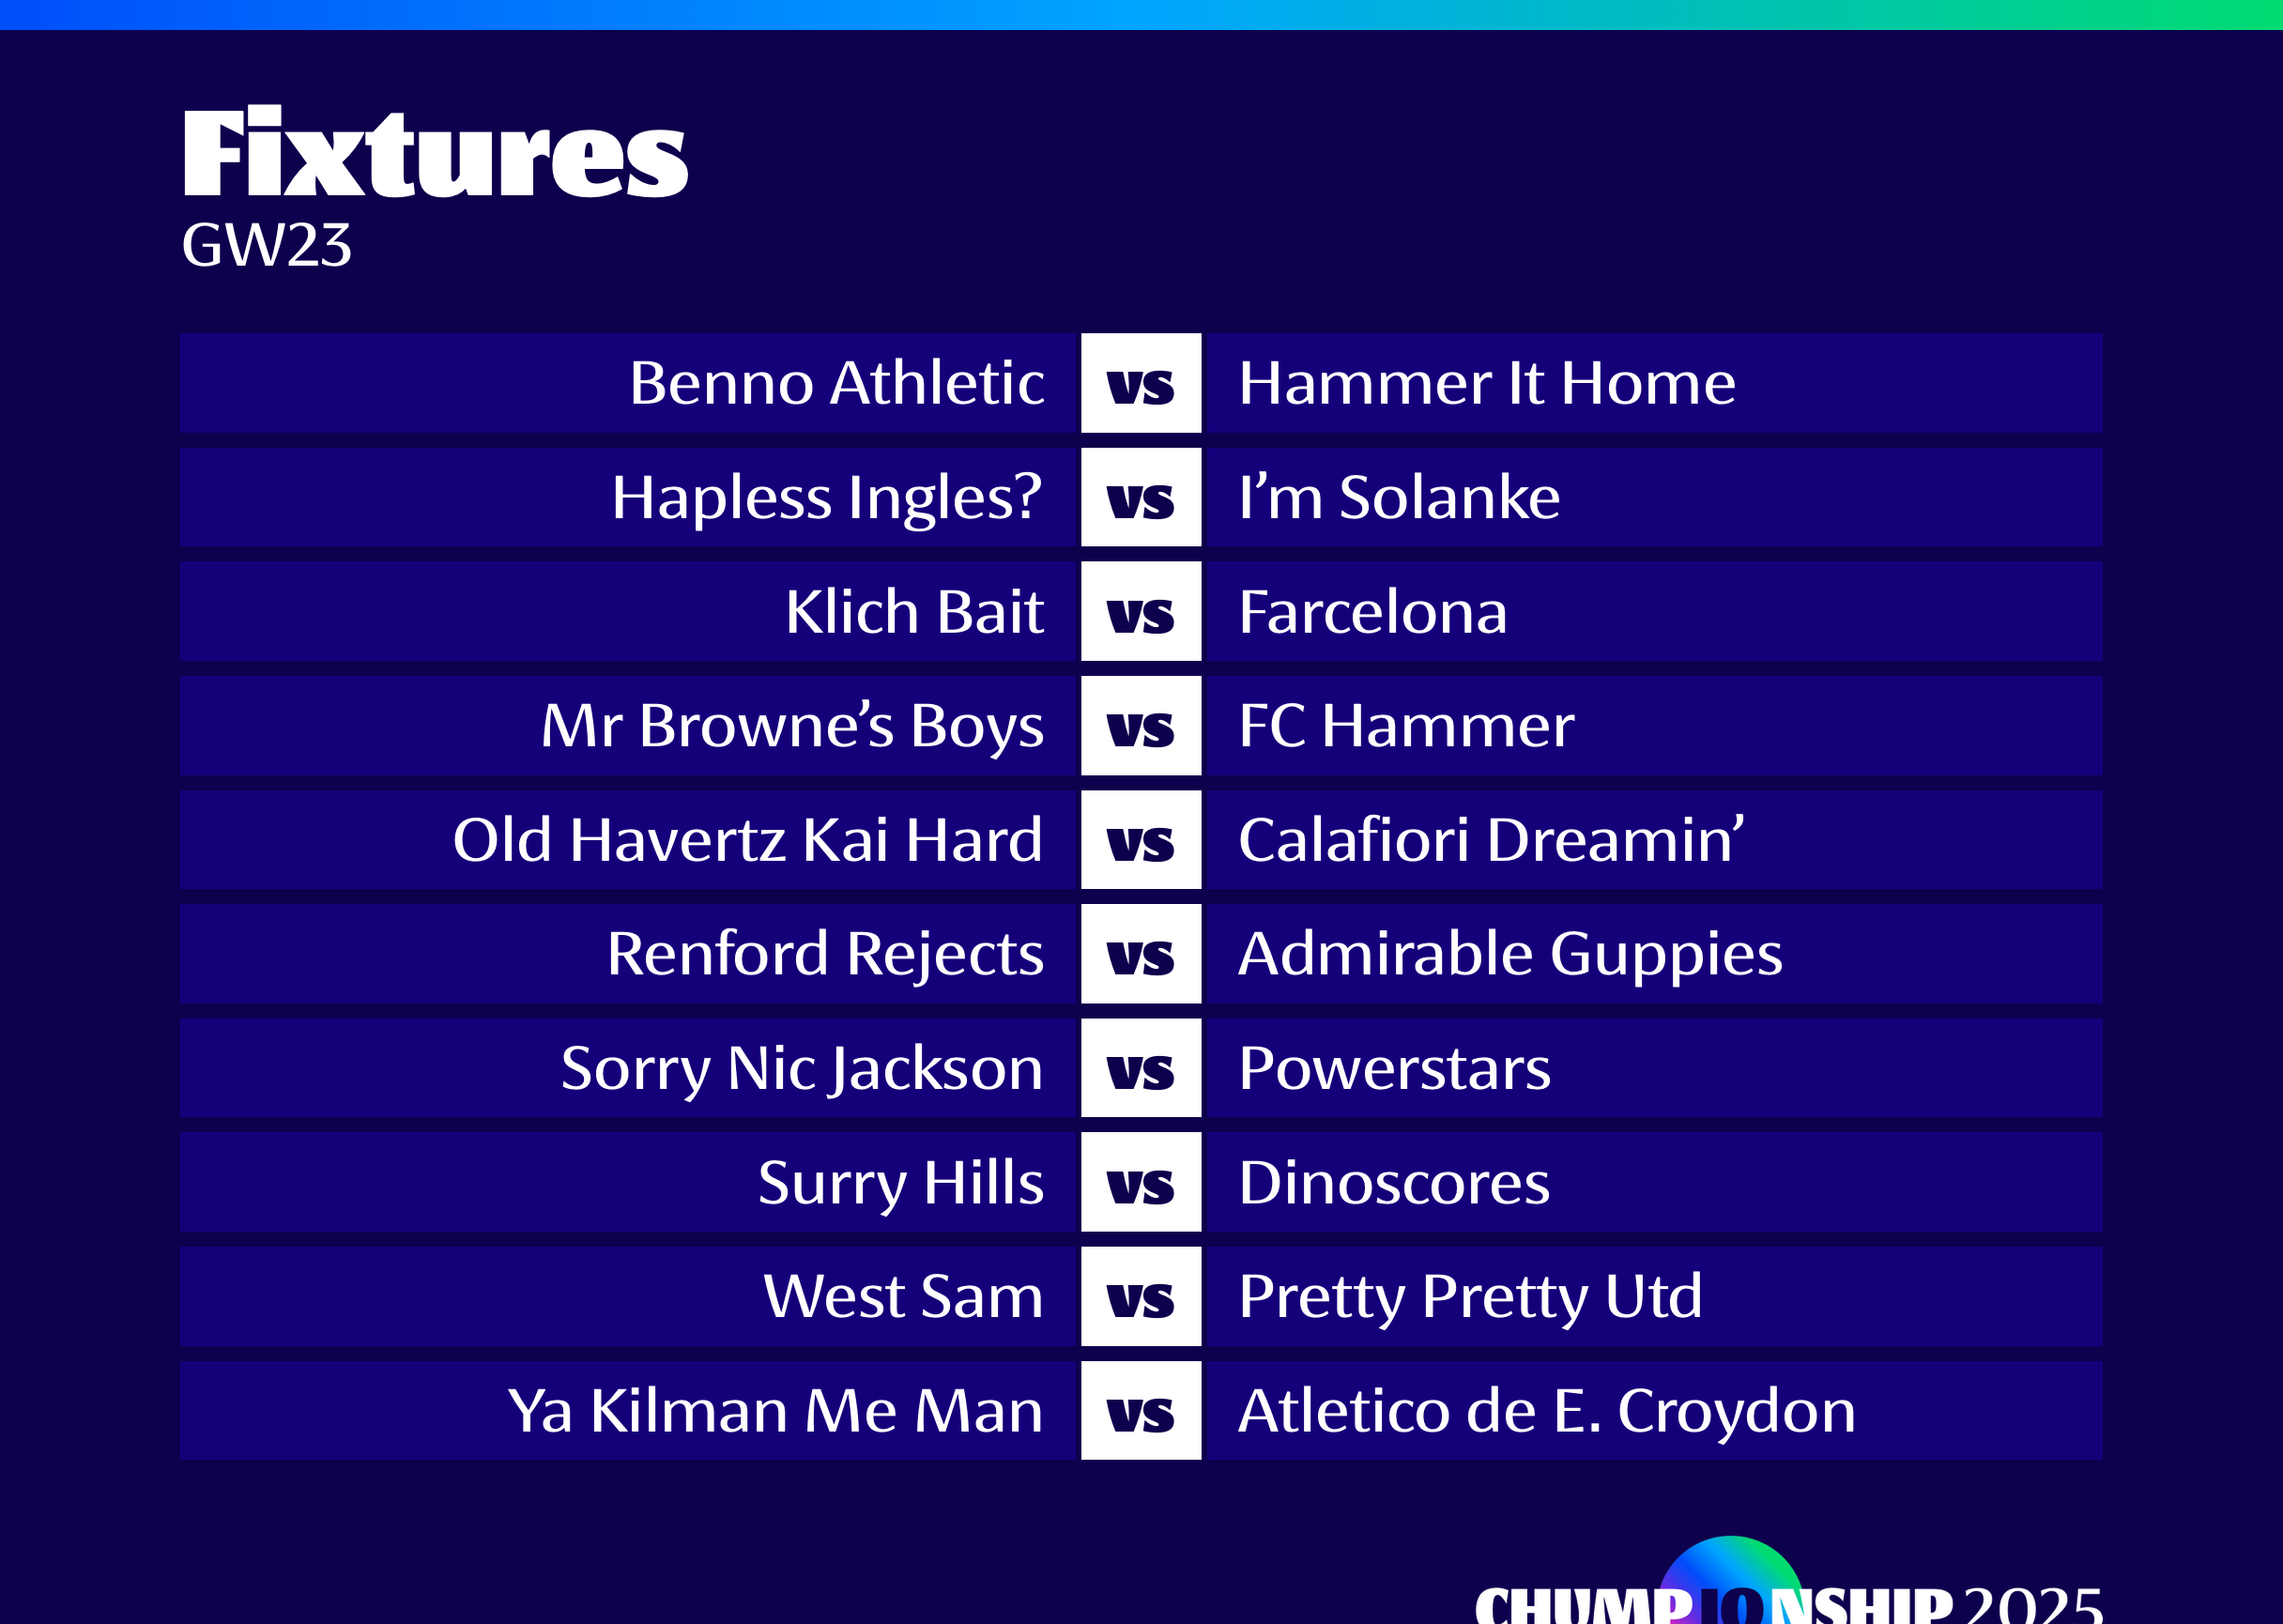 Fixtures
GW23
Benno Athletic vs Hammer It Home
Hapless Ingles? vs I’m Solanke
Klich Bait vs Farcelona
Mr Browne’s Boys vs FC Hammer
Old Havertz Kai Hard vs Calafiori Dreamin’
Renford Rejects vs Admirable Guppies
Sorry Nic Jackson vs Powerstars
Surry Hills vs Dinoscores
West Sam vs Pretty Pretty Utd
Ya Kilman Me Man vs Atletico de E. Croydon
CHUMPIONSHIP 2025